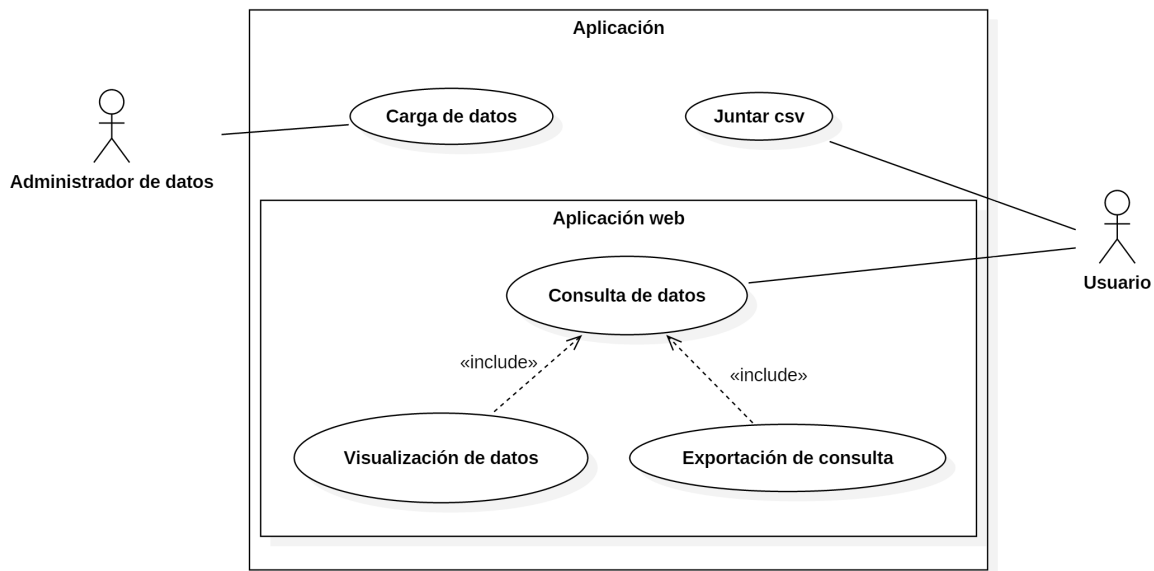 Aplicación
Carga de datos
Juntar csv
Administrador de datos
Aplicación web
Usuario
Consulta de datos
«include»
«include»
Visualización de datos
Exportación de consulta